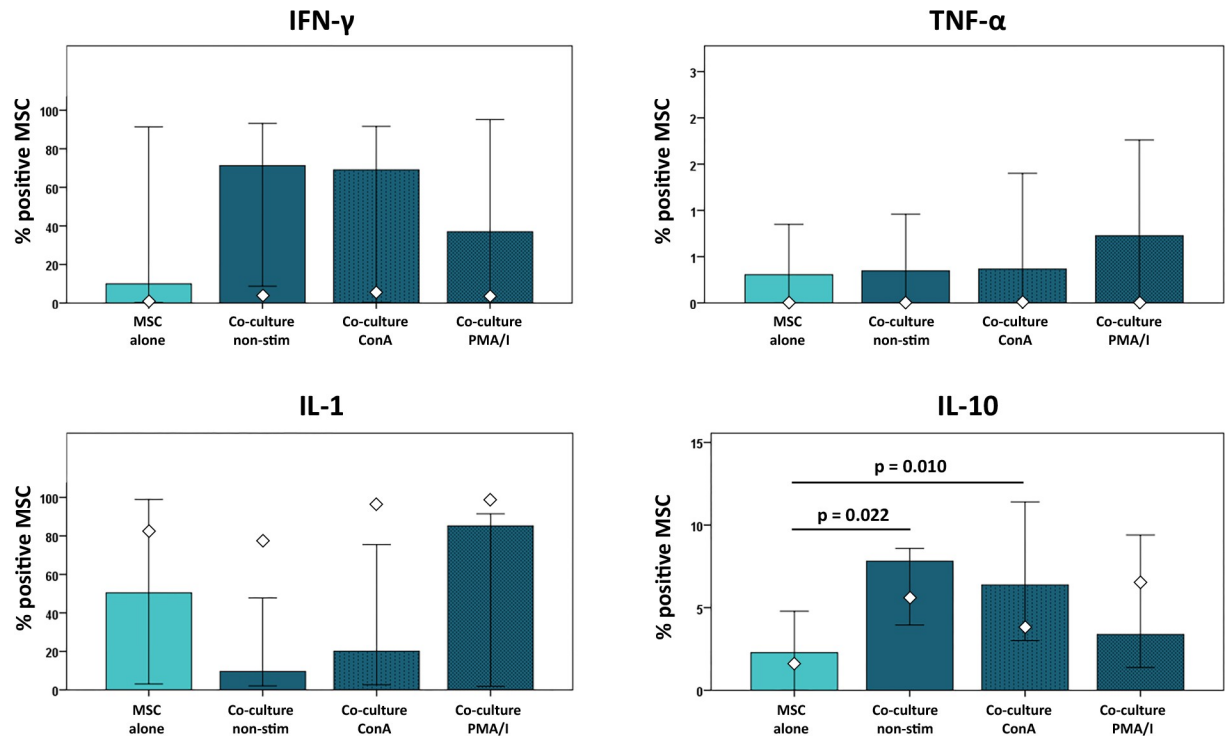 IFN-γ
% positive MSC
100
80
60
40
20
0
MSC alone
Co-culture non-stim
Co-culture ConA
Co-culture PMA/I
TNF-α
% positive MSC
3
2
2
1
1
0
MSC alone
Co-culture non-stim
Co-culture ConA
Co-culture PMA/I
IL-1
% positive MSC
100
80
60
40
20
0
MSC alone
Co-culture non-stim
Co-culture ConA
Co-culture PMA/I
IL-10
% positive MSC
15
10
5
0
p = 0.010
p = 0.022
MSC alone
Co-culture non-stim
Co-culture ConA
Co-culture PMA/I